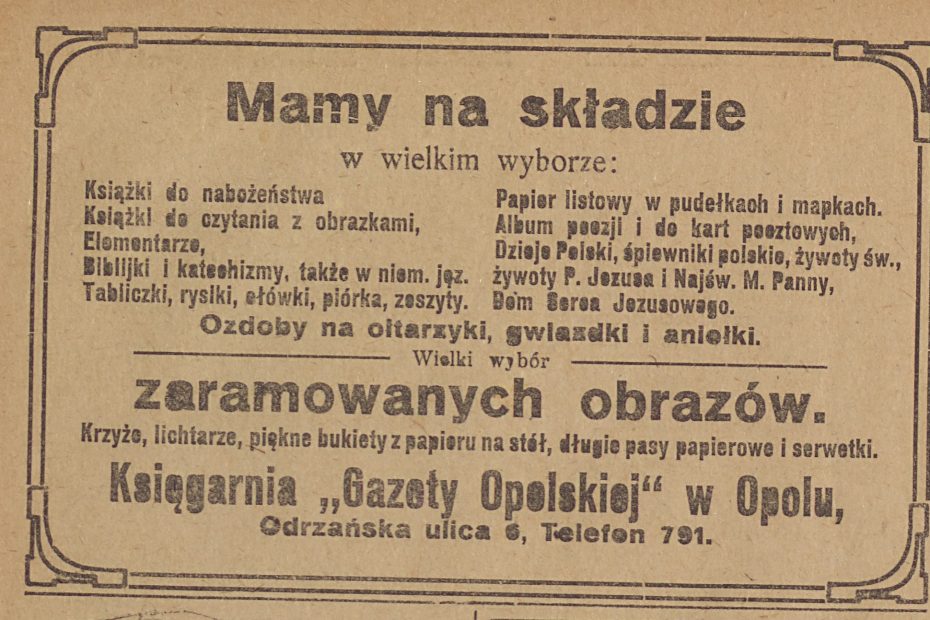 Mamy na składzie
w wielkim wyborze:
Książki do nabożeństwa
Książki do czytania z obrazkami,
Elementarze,
Biblijki i katechizmy, także w niem. jęz.
Tabliczki, rysiki, ołówki, piórka, zeszyty.
Papier listowy w pudełkach i mapkach.
Album poezji i do kart pocztowych,
Dzieje Polski, śpiewniki polskie, żywoty św.,
żywoty P. Jezusa i Najśw. M. Panny,
Dom Serca Jezusowego.
Ozdoby na ołtarzyki, gwiazdki i aniołki.
Wielki wybór
zaramowanych obrazów.
Krzyże, lichtarze, piękne bukiety z papieru na stół, długie pasy papierowe i serwetki.
Księgarnia „Gazety Opolskiej“ w Opolu,
Odrzańska ulica 6, Telefon 791.